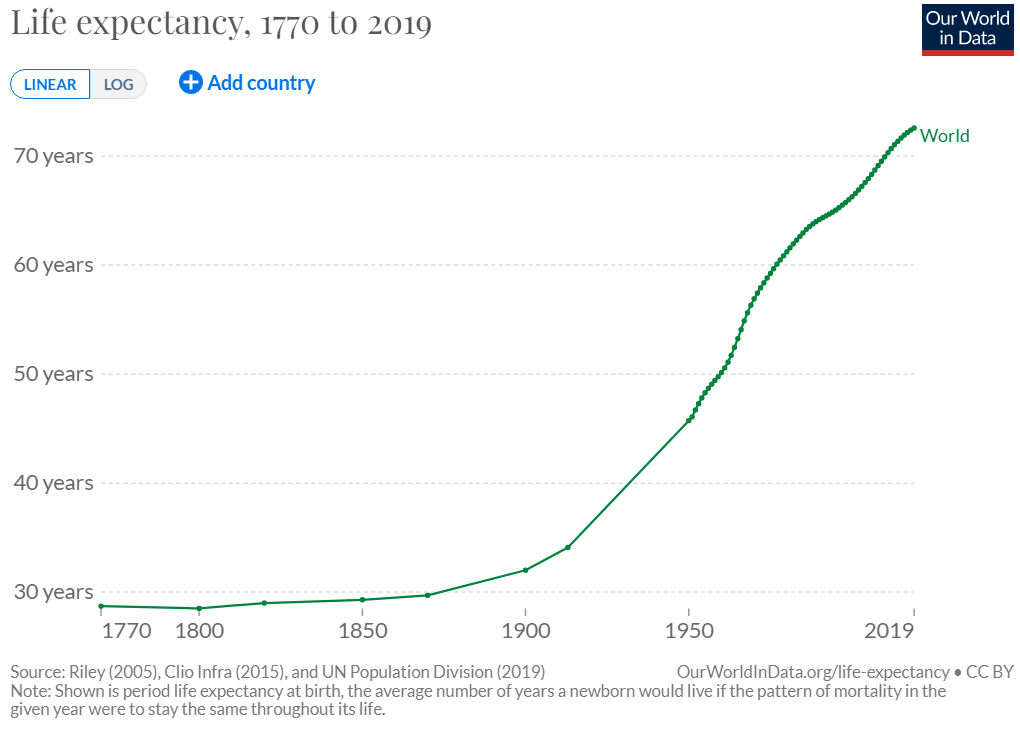 Life expectancy, 1770 to 2019
Our World
in Data
LINEAR LOG Add country
World
70 years
60 years
50 years
40 years
30 years
1770 1800 1850 1900 1950 2019
Source: Riley (2005), Clio Infra (2015), and UN Population Division (2019)
OurWorldInData.org/life-expectancy • CC BY
Note: Shown is period life expectancy at birth, the average number of years a newborn would live if the pattern of mortality in the
given year were to stay the same throughout its life.